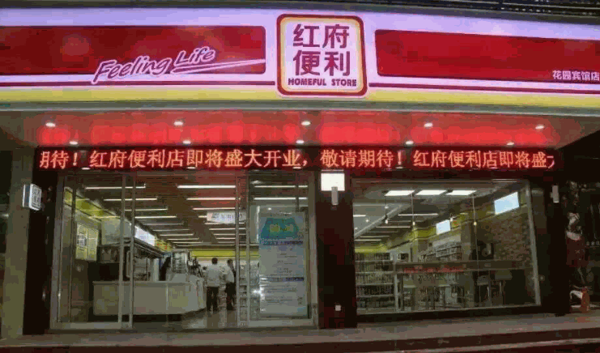 Feeling Life
红府
便利
HOMEFUL STORE
花园宾馆店
期待！红府便利店即将盛大开业，敬请期待！红府便利店即将盛大